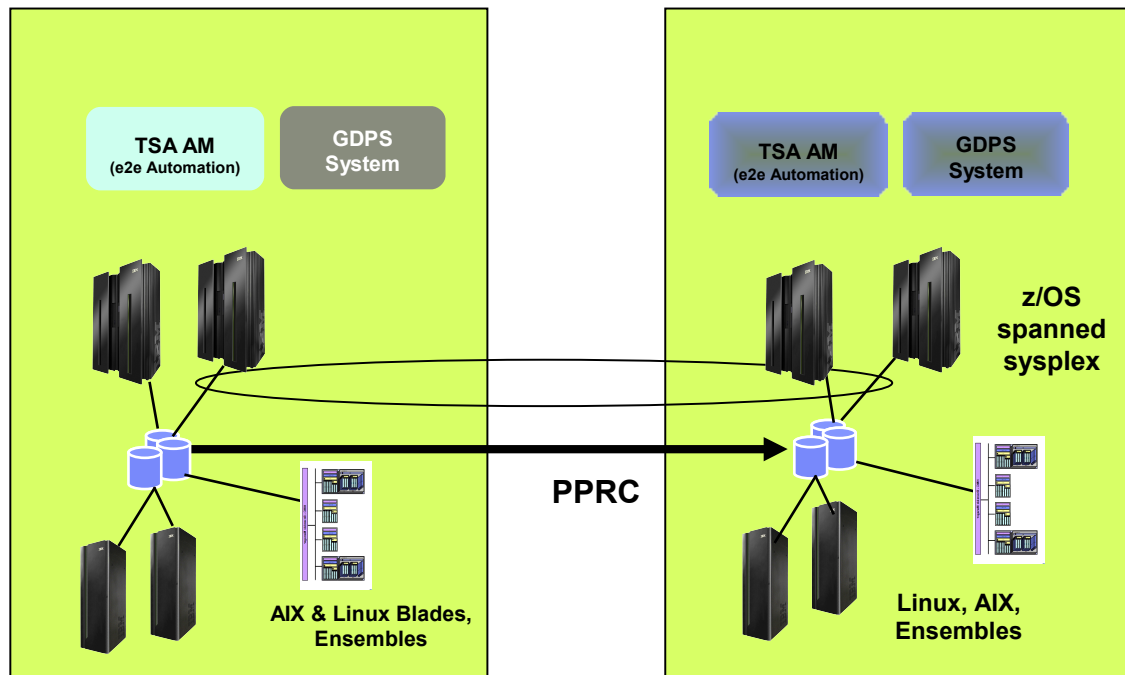 TSA AM
(e2e Automation)
GDPS
System
TSA AM
(e2e Automation)
GDPS
System
z/OS
spanned
sysplex
PPRC
AIX & Linux Blades,
Ensembles
Linux, AIX,
Ensembles